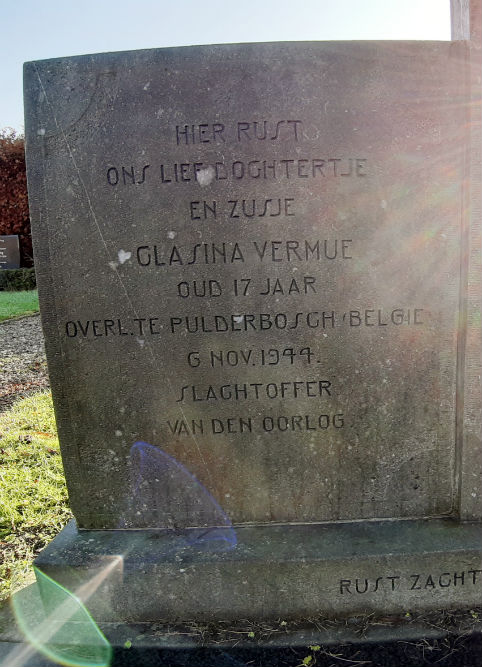 HIER RUST
ONS LIEF DOCHTERTJE
EN ZUSJE
GLASINA VERMUE
OUD 17 JAAR
OVERL. TE PULDERBOSCH (BELGIE)
6 NOV. 1944.
SLACHTOFFER
VAN DEN OORLOG.
RUST ZACHT